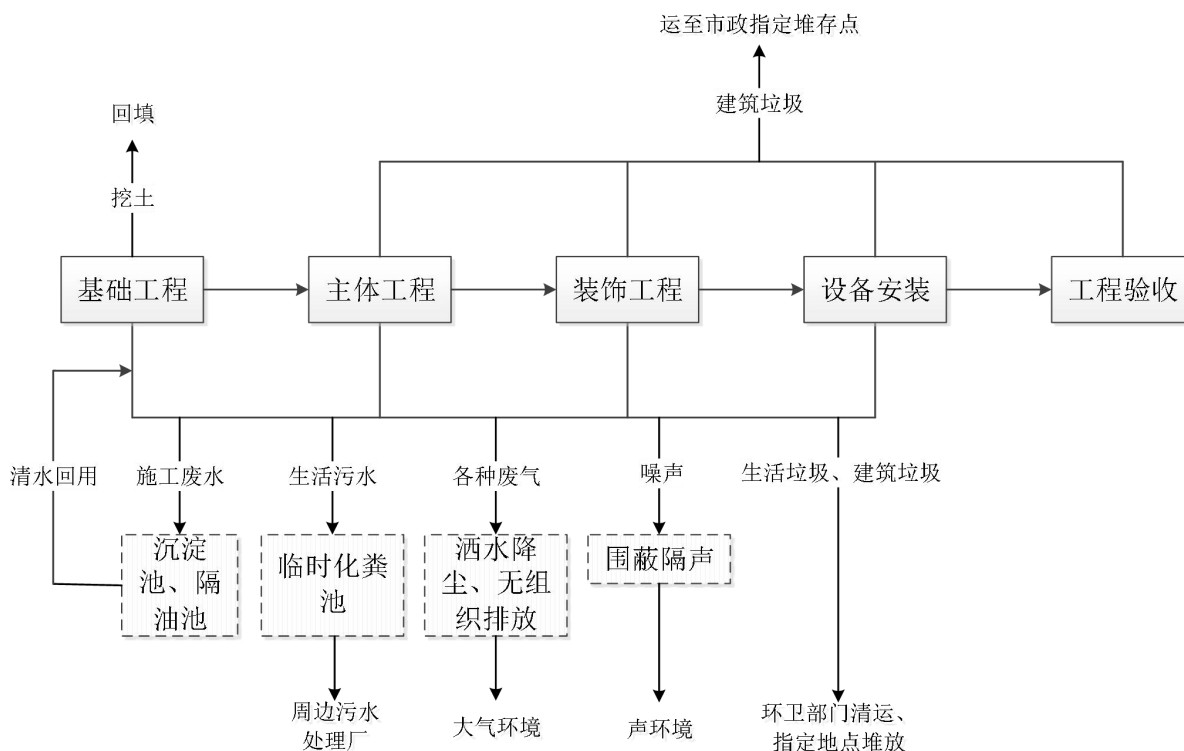 运至市政指定堆存点
建筑垃圾
回填
挖土
基础工程
主体工程
装饰工程
设备安装
工程验收
清水回用
施工废水
生活污水
各种废气
噪声
生活垃圾、建筑垃圾
沉淀
池、隔
油池
临时化粪
池
洒水降
尘、无组
织排放
围蔽隔声
周边污水
处理厂
大气环境
声环境
环卫部门清运、
指定地点堆放